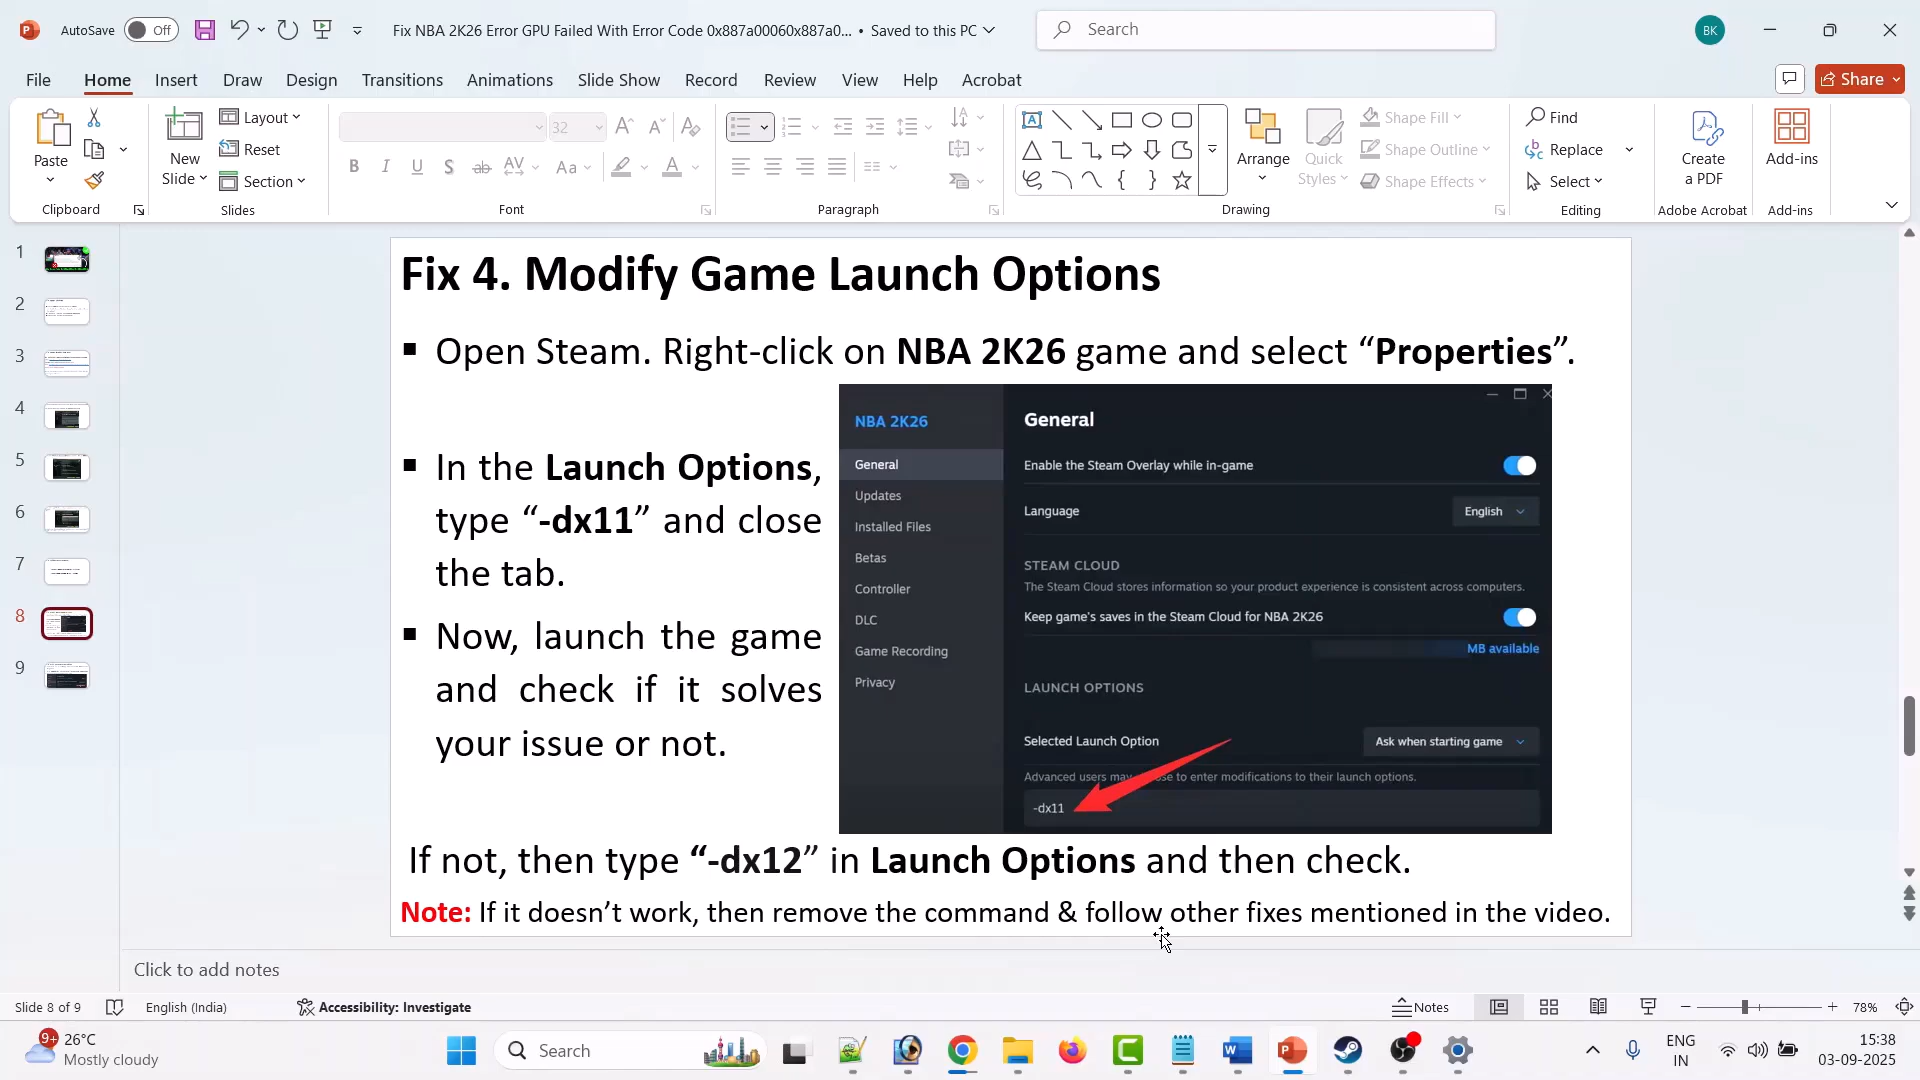 AutoSave Off Fix NBA 2K26 Error GPU Failed With Error Code 0x887a00060x887a0... • Saved to this PC Search BK
File Home Insert Draw Design Transitions Animations Slide Show Record Review View Help Acrobat Share
Paste New Slide Layout Reset Section 32 Arrange Quick Styles Shape Fill Shape Outline Shape Effects Find Replace Select Create a PDF Add-ins
Clipboard Slides Font Paragraph Drawing Editing Adobe Acrobat Add-ins
1
2
3
4
5
6
7
8
9
Fix 4. Modify Game Launch Options
▪ Open Steam. Right-click on NBA 2K26 game and select “Properties”.
▪ In the Launch Options,
type “-dx11” and close
the tab.
▪ Now, launch the game
and check if it solves
your issue or not.
NBA 2K26
General
Updates
Installed Files
Betas
Controller
DLC
Game Recording
Privacy
General
Enable the Steam Overlay while in-game
Language English
STEAM CLOUD
The Steam Cloud stores information so your product experience is consistent across computers.
Keep game's saves in the Steam Cloud for NBA 2K26
MB available
LAUNCH OPTIONS
Selected Launch Option Ask when starting game
Advanced users may to enter modifications to their launch options.
-dx11
If not, then type “-dx12” in Launch Options and then check.
Note: If it doesn’t work, then remove the command & follow other fixes mentioned in the video.
Click to add notes
Slide 8 of 9 English (India) Accessibility: Investigate Notes 78%
9+ 26°C
Mostly cloudy
Search
ENG
IN
15:38
03-09-2025